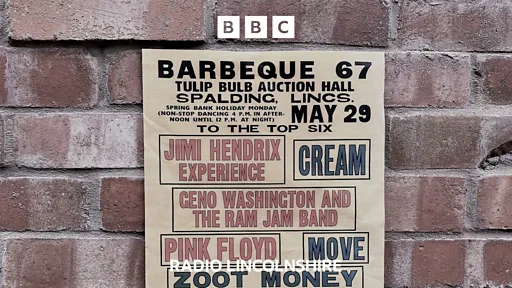 BBC
BARBEQUE 67
TULIP BULB AUCTION HALL
SPALDING, LINCS.
SPRING BANK HOLIDAY MONDAY
(NON-STOP DANCING 4 P.M. IN AFTER-
NOON UNTIL 12 P.M. AT NIGHT)
MAY 29
TO THE TOP SIX
JIMI HENDRIX
EXPERIENCE
CREAM
GENO WASHINGTON AND
THE RAM JAM BAND
PINK FLOYD
MOVE
RADIO LINCOLNSHIRE
ZOOT MONEY